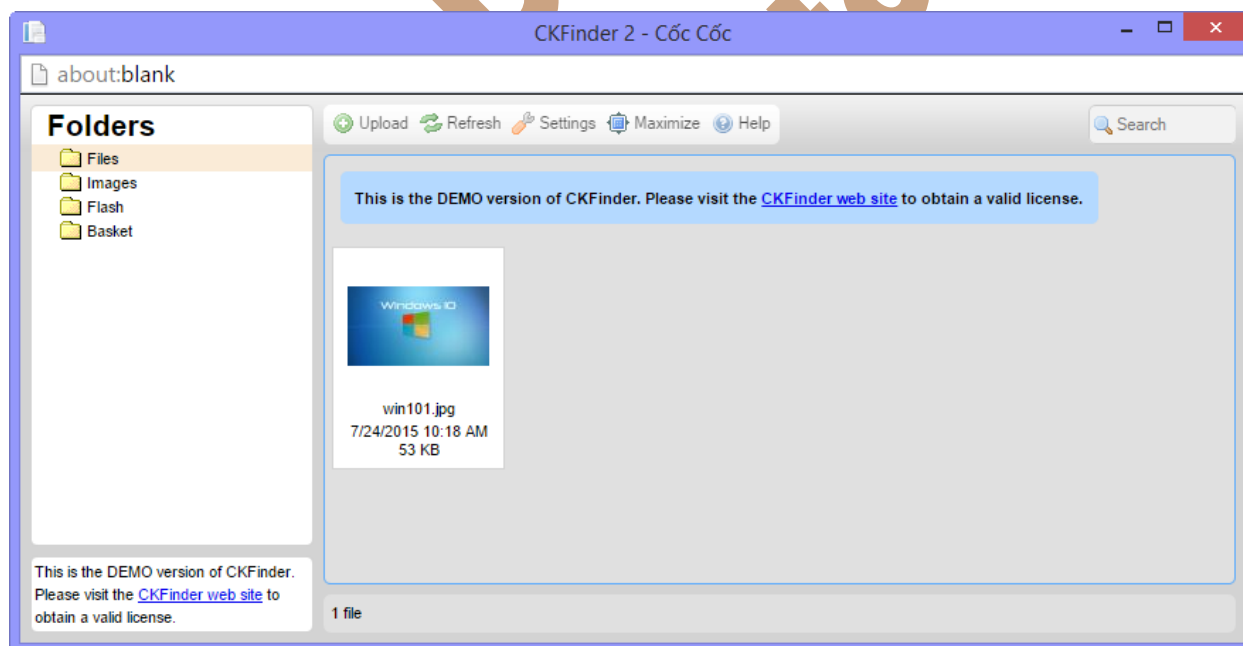 CKFinder 2 - Cốc Cốc
about:blank
Folders
Files
Images
Flash
Basket
This is the DEMO version of CKFinder.
Please visit the CKFinder web site to
obtain a valid license.
Upload Refresh Settings Maximize Help
Search
This is the DEMO version of CKFinder. Please visit the CKFinder web site to obtain a valid license.
Windows 10
win101.jpg
7/24/2015 10:18 AM
53 KB
1 file